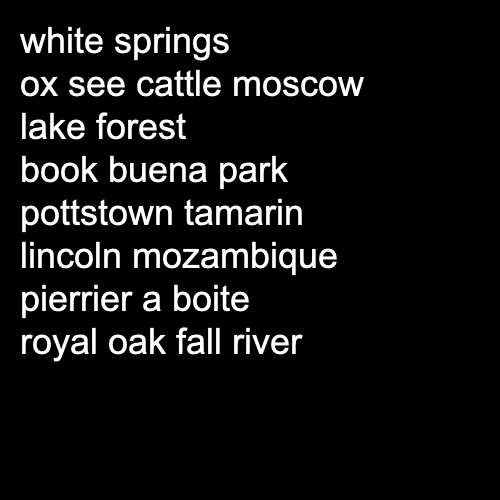 white springs
ox see cattle moscow
lake forest
book buena park
pottstown tamarin
lincoln mozambique
pierrier a boite
royal oak fall river